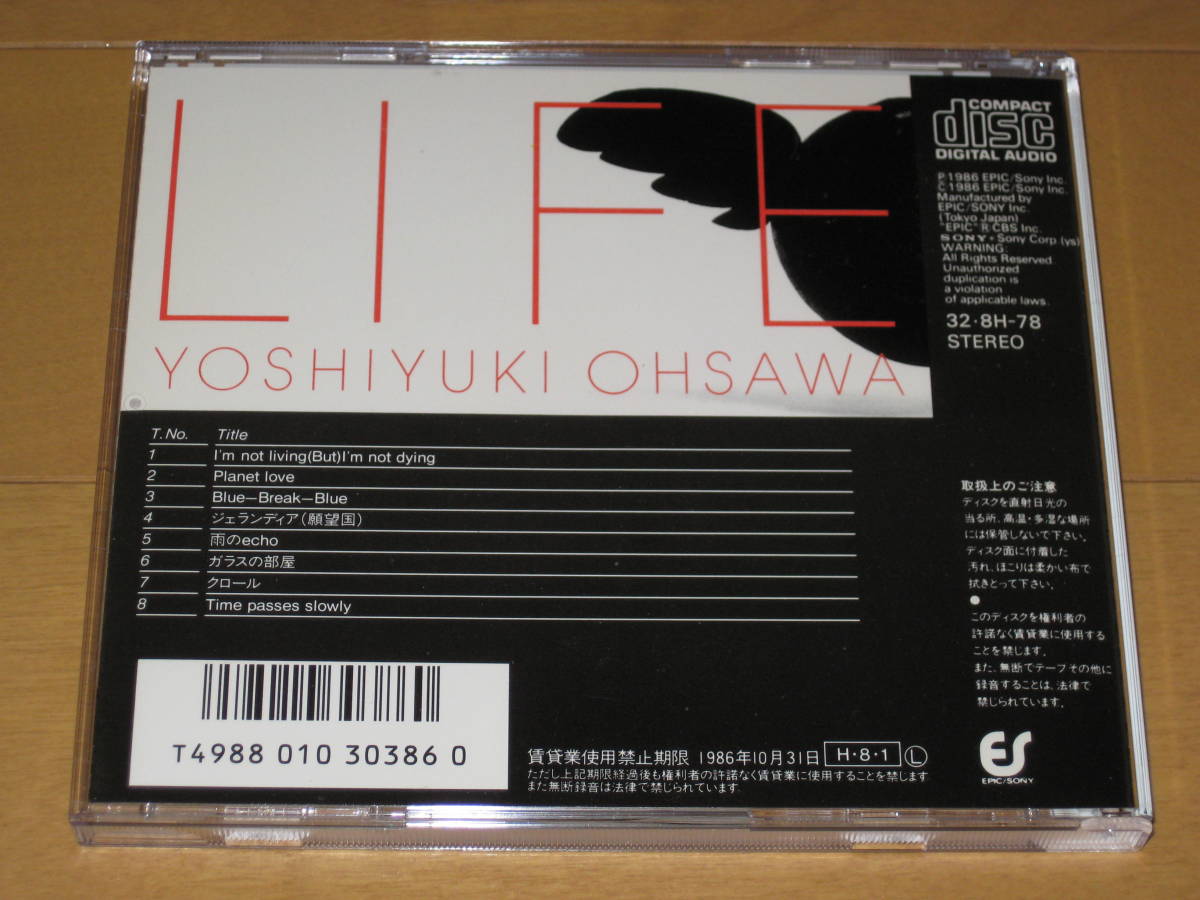 LIFE
YOSHIYUKI OHSAWA
COMPACT
disc
DIGITAL AUDIO
Ⓟ1986 EPIC/Sony Inc.
Ⓒ1986 EPIC/Sony Inc.
Manufactured by
EPIC/SONY Inc.
(Tokyo Japan)
"EPIC" R CBS Inc.
SONY・Sony Corp (ys)
WARNING.
All Rights Reserved.
Unauthorized
duplication is
a violation
of applicable laws.
32・8H-78
STEREO
T.No. Title
1 I'm not living(But)I'm not dying
2 Planet love
3 Blue—Break—Blue
4 ジェランディア(願望国)
5 雨のecho
6 ガラスの部屋
7 クロール
8 Time passes slowly
取扱上のご注意
ディスクを直射日光の
当る所、高温・多湿な場所
には保管しないで下さい。
ディスク面に付着した
汚れ、ほこりは柔かい布で
拭きとって下さい。
●
このディスクを権利者の
許諾なく賃貸業に使用する
ことを禁じます。
また、無断でテープその他に
録音することは、法律で
禁じられています。
T4988 010 30386 0
賃貸業使用禁止期限 1986年10月31日 H・8・1 Ⓛ
ただし上記期限経過後も権利者の許諾なく賃貸業に使用することを禁じます
また無断録音は法律で禁じられています。
ES
EPIC/SONY